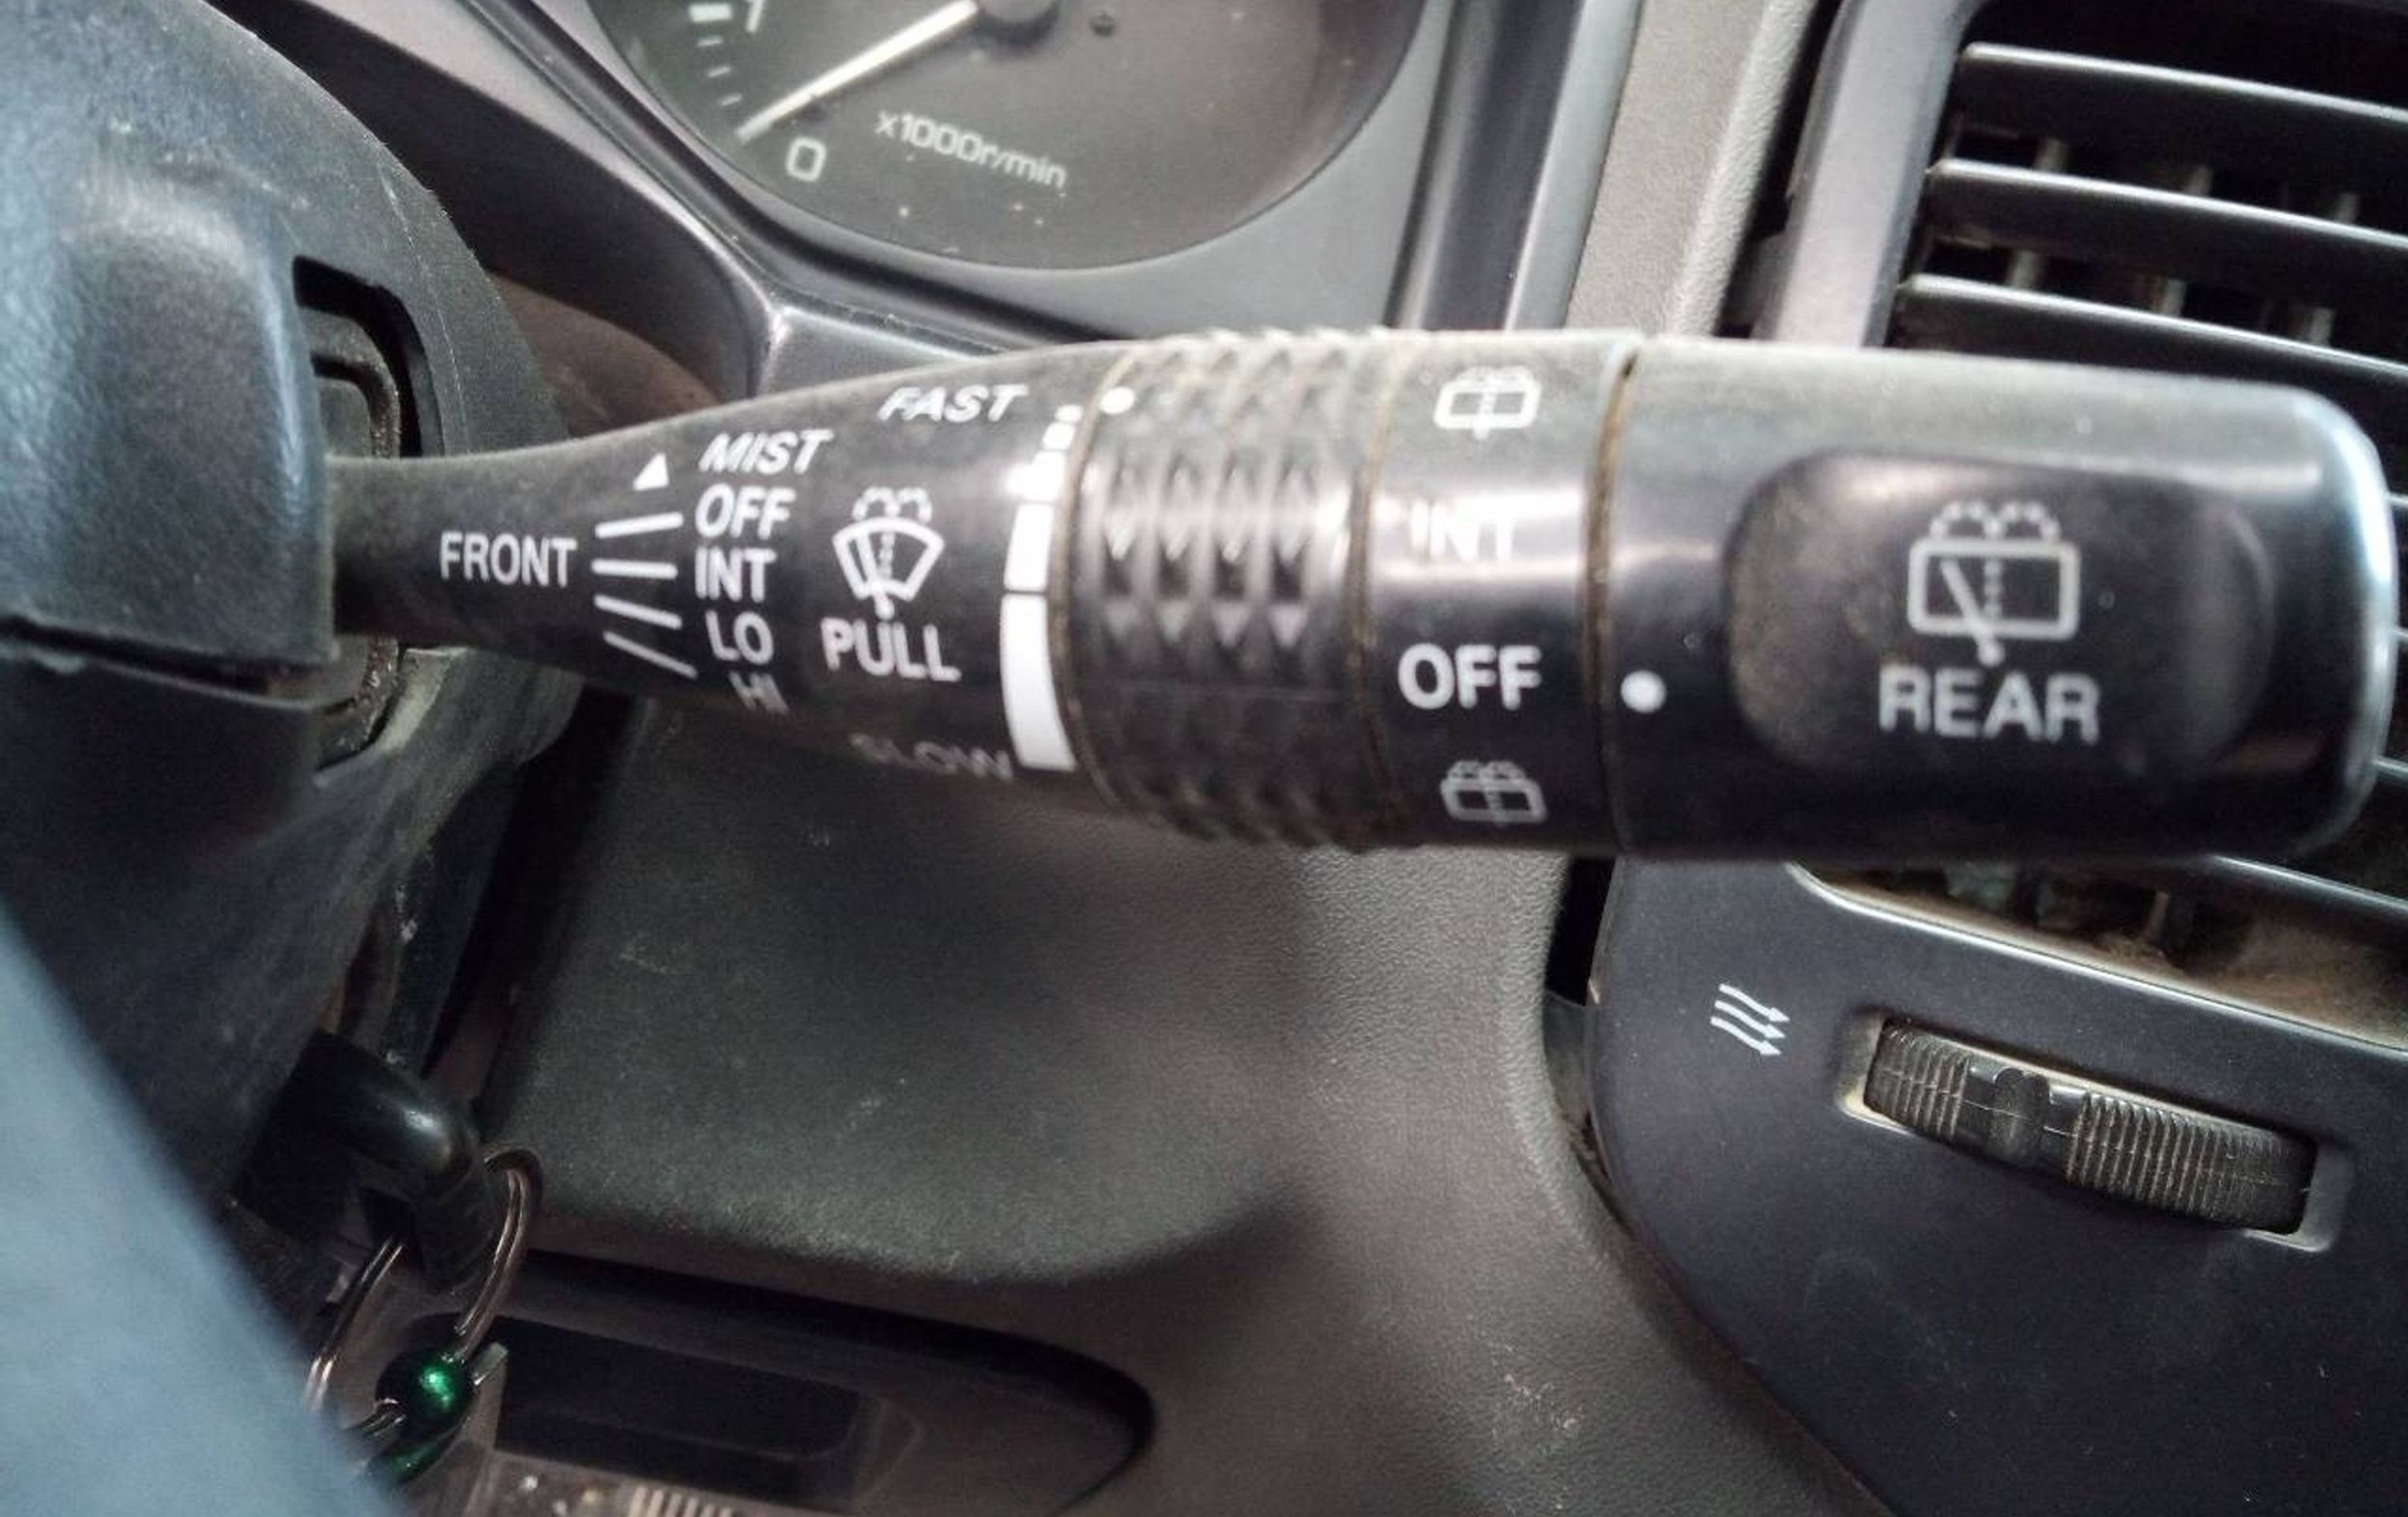 0
x1000r/min
FAST
MIST
OFF
FRONT
INT
LO
HI
PULL
SLOW
INT
OFF
REAR